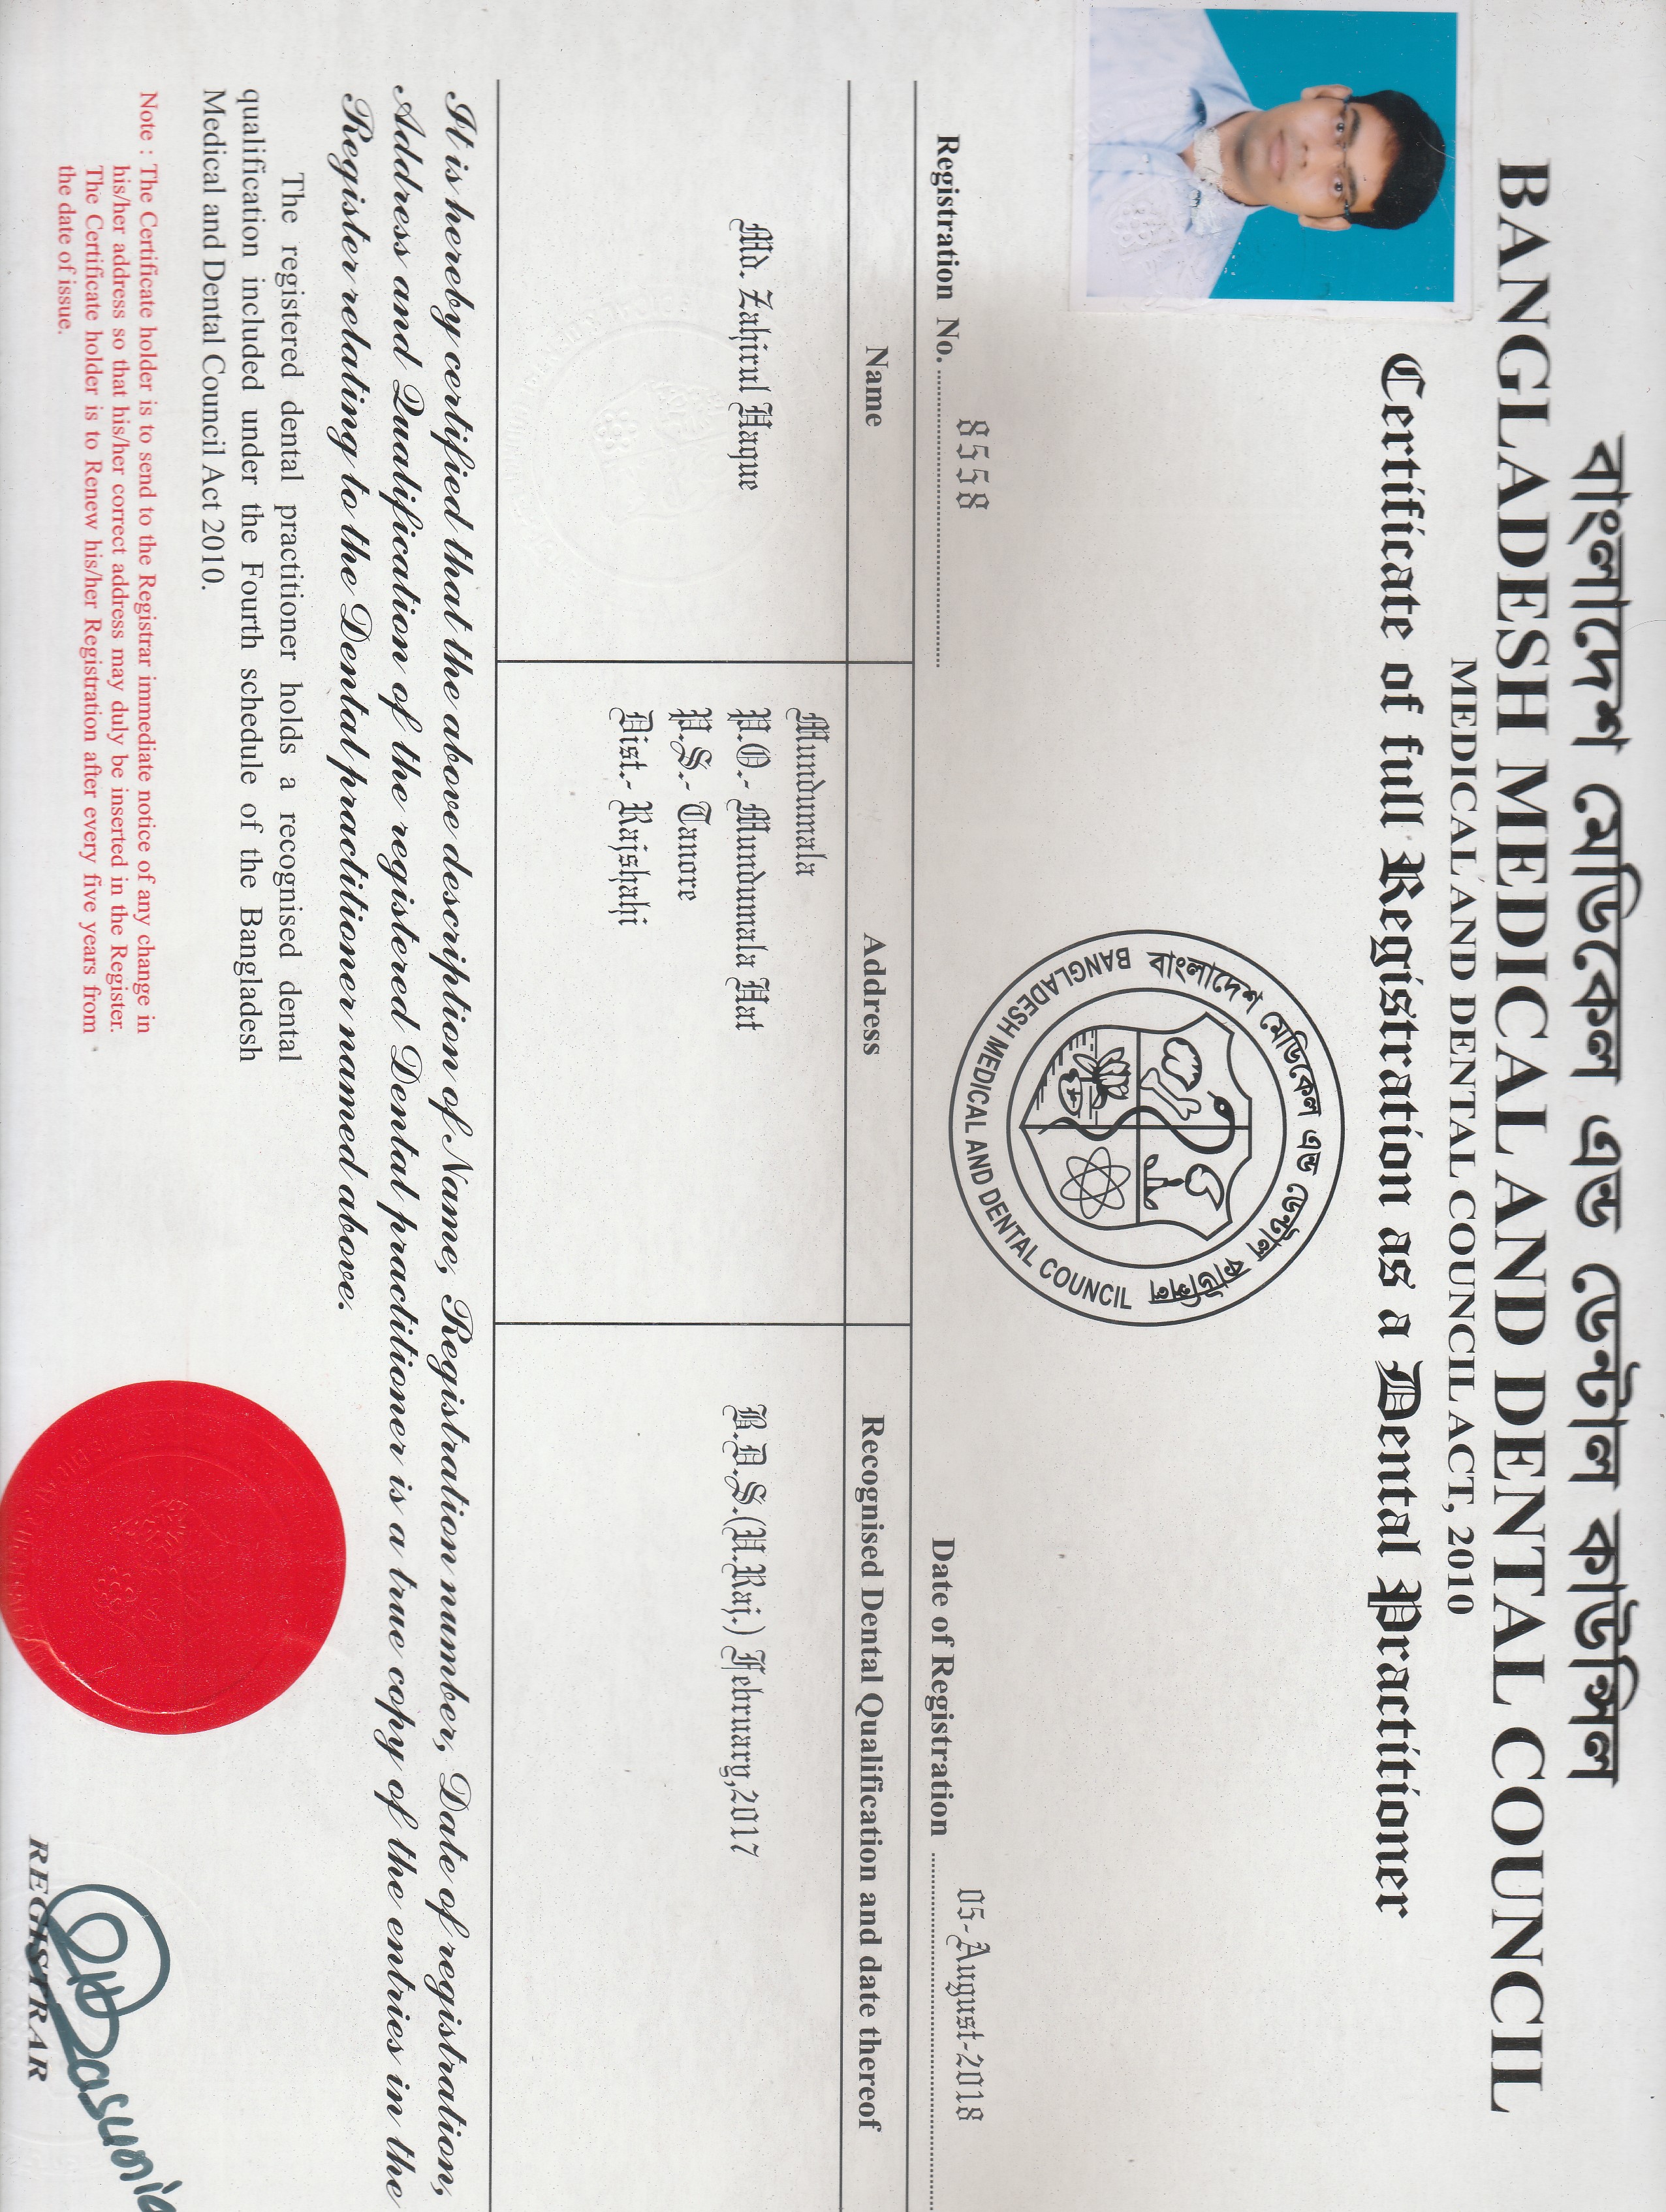 বাংলাদেশ মেডিকেল এন্ড ডেন্টাল কাউন্সিল
BANGLADESH MEDICAL AND DENTAL COUNCIL
MEDICAL AND DENTAL COUNCIL ACT, 2010
Certificate of full Registration as a Dental Practitioner
বাংলাদেশ মেডিকেল এন্ড ডেন্টাল কাউন্সিল
BANGLADESH MEDICAL AND DENTAL COUNCIL
Registration No. 8558
Date of Registration 05-August-2018
Name
Address
Recognised Dental Qualification and date thereof
Md. Zahirul Haque
Mundumala
P.O.- Mundumala Hat
P.S.- Tanore
Dist.- Rajshahi
B.D.S.(U.Raj.) February,2017
It is hereby certified that the above description of Name, Registration number, Date of registration,
Address and Qualification of the registered Dental practitioner is a true copy of the entries in the
Register relating to the Dental practitioner named above.
The registered dental practitioner holds a recognised dental
qualification included under the Fourth schedule of the Bangladesh
Medical and Dental Council Act 2010.
Note : The Certificate holder is to send to the Registrar immediate notice of any change in
his/her address so that his/her correct address may duly be inserted in the Register.
The Certificate holder is to Renew his/her Registration after every five years from
the date of issue.
REGISTRAR